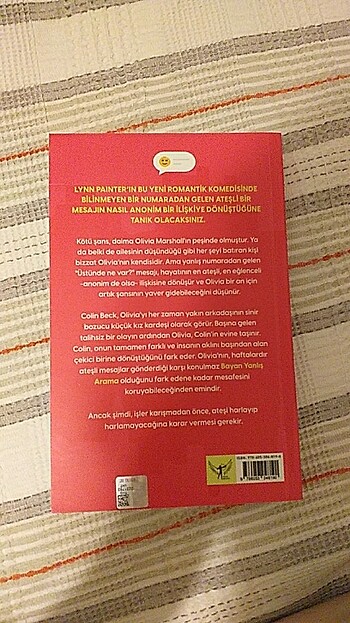 LYNN PAINTER'IN BU YENİ ROMANTİK KOMEDİSİNDE
BİLİNMEYEN BİR NUMARADAN GELEN ATEŞLİ BİR
MESAJIN NASIL ANONİM BİR İLİŞKİYE DÖNÜŞTÜĞÜNE
TANIK OLACAKSINIZ.
Kötü şans, daima Olivia Marshall'ın peşinde olmuştur. Ya
da belki de ailesinin düşündüğü gibi her şeyi batıran kişi
bizzat Olivia'nın kendisidir. Ama yanlış numaradan gelen
"Üstünde ne var?" mesajı, hayatının en ateşli, en eğlenceli
-anonim de olsa- ilişkisine dönüşür ve Olivia bir an için
artık şansının yaver gidebileceğini düşünür.
Colin Beck, Olivia'yı her zaman yakın arkadaşının sinir
bozucu küçük kız kardeşi olarak görür. Başına gelen
talihsiz bir olayın ardından Olivia, Colin'in evine taşınır.
Colin, onun tamamen farklı ve insanın aklını başından alan
çekici birine dönüştüğünü fark eder. Olivia'nın, haftalardır
ateşli mesajlar gönderdiği karşı konulmaz Bayan Yanlış
Arama olduğunu fark edene kadar mesafesini
koruyabileceğinden emindir.
Ancak şimdi, işler karışmadan önce, ateşi harlayıp
harlamayacağına karar vermesi gerekir.